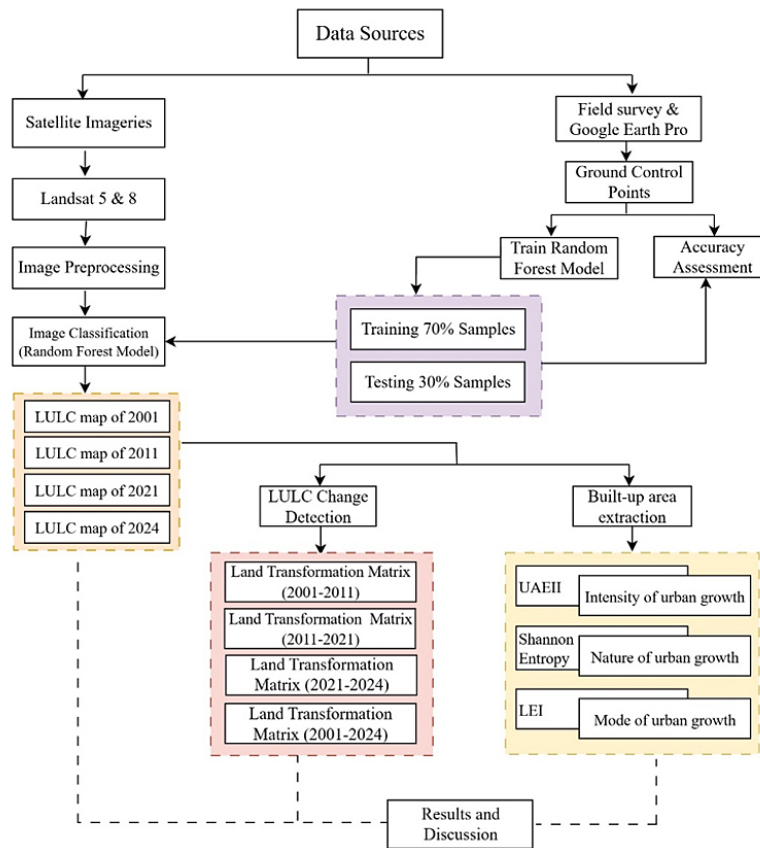 Data Sources
Satellite Imageries
Field survey &
Google Earth Pro
Landsat 5 & 8
Ground Control
Points
Image Preprocessing
Train Random
Forest Model
Accuracy
Assessment
Image Classification
(Random Forest Model)
Training 70% Samples
Testing 30% Samples
LULC map of 2001
LULC map of 2011
LULC map of 2021
LULC map of 2024
LULC Change
Detection
Built-up area
extraction
Land Transformation Matrix
(2001-2011)
Land Transformation Matrix
(2011-2021)
Land Transformation
Matrix (2021-2024)
Land Transformation
Matrix (2001-2024)
UAEII
Intensity of urban growth
Shannon
Entropy
Nature of urban growth
LEI
Mode of urban growth
Results and
Discussion